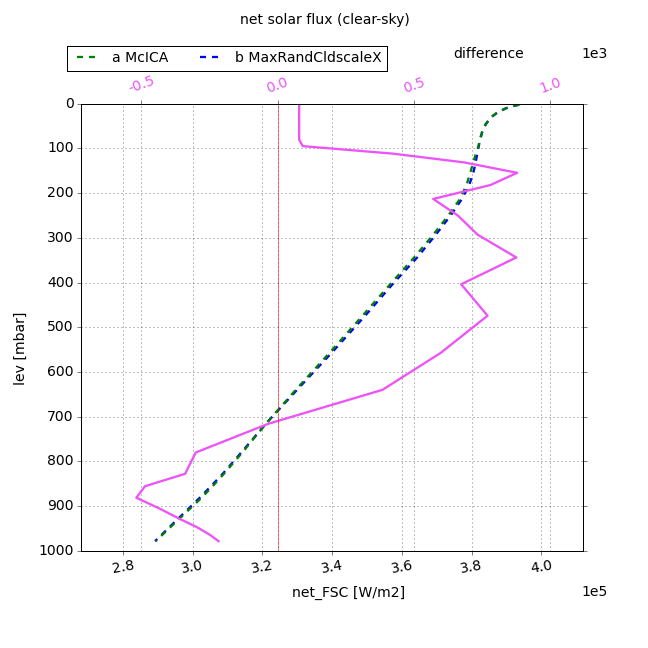 net solar flux (clear-sky)
a McICA b MaxRandCldscaleX difference 1e3
-0.5 0.0 0.5 1.0
0
100
200
300
400
500
600
700
800
900
1000
lev [mbar]
2.8 3.0 3.2 3.4 3.6 3.8 4.0
net_FSC [W/m2] 1e5